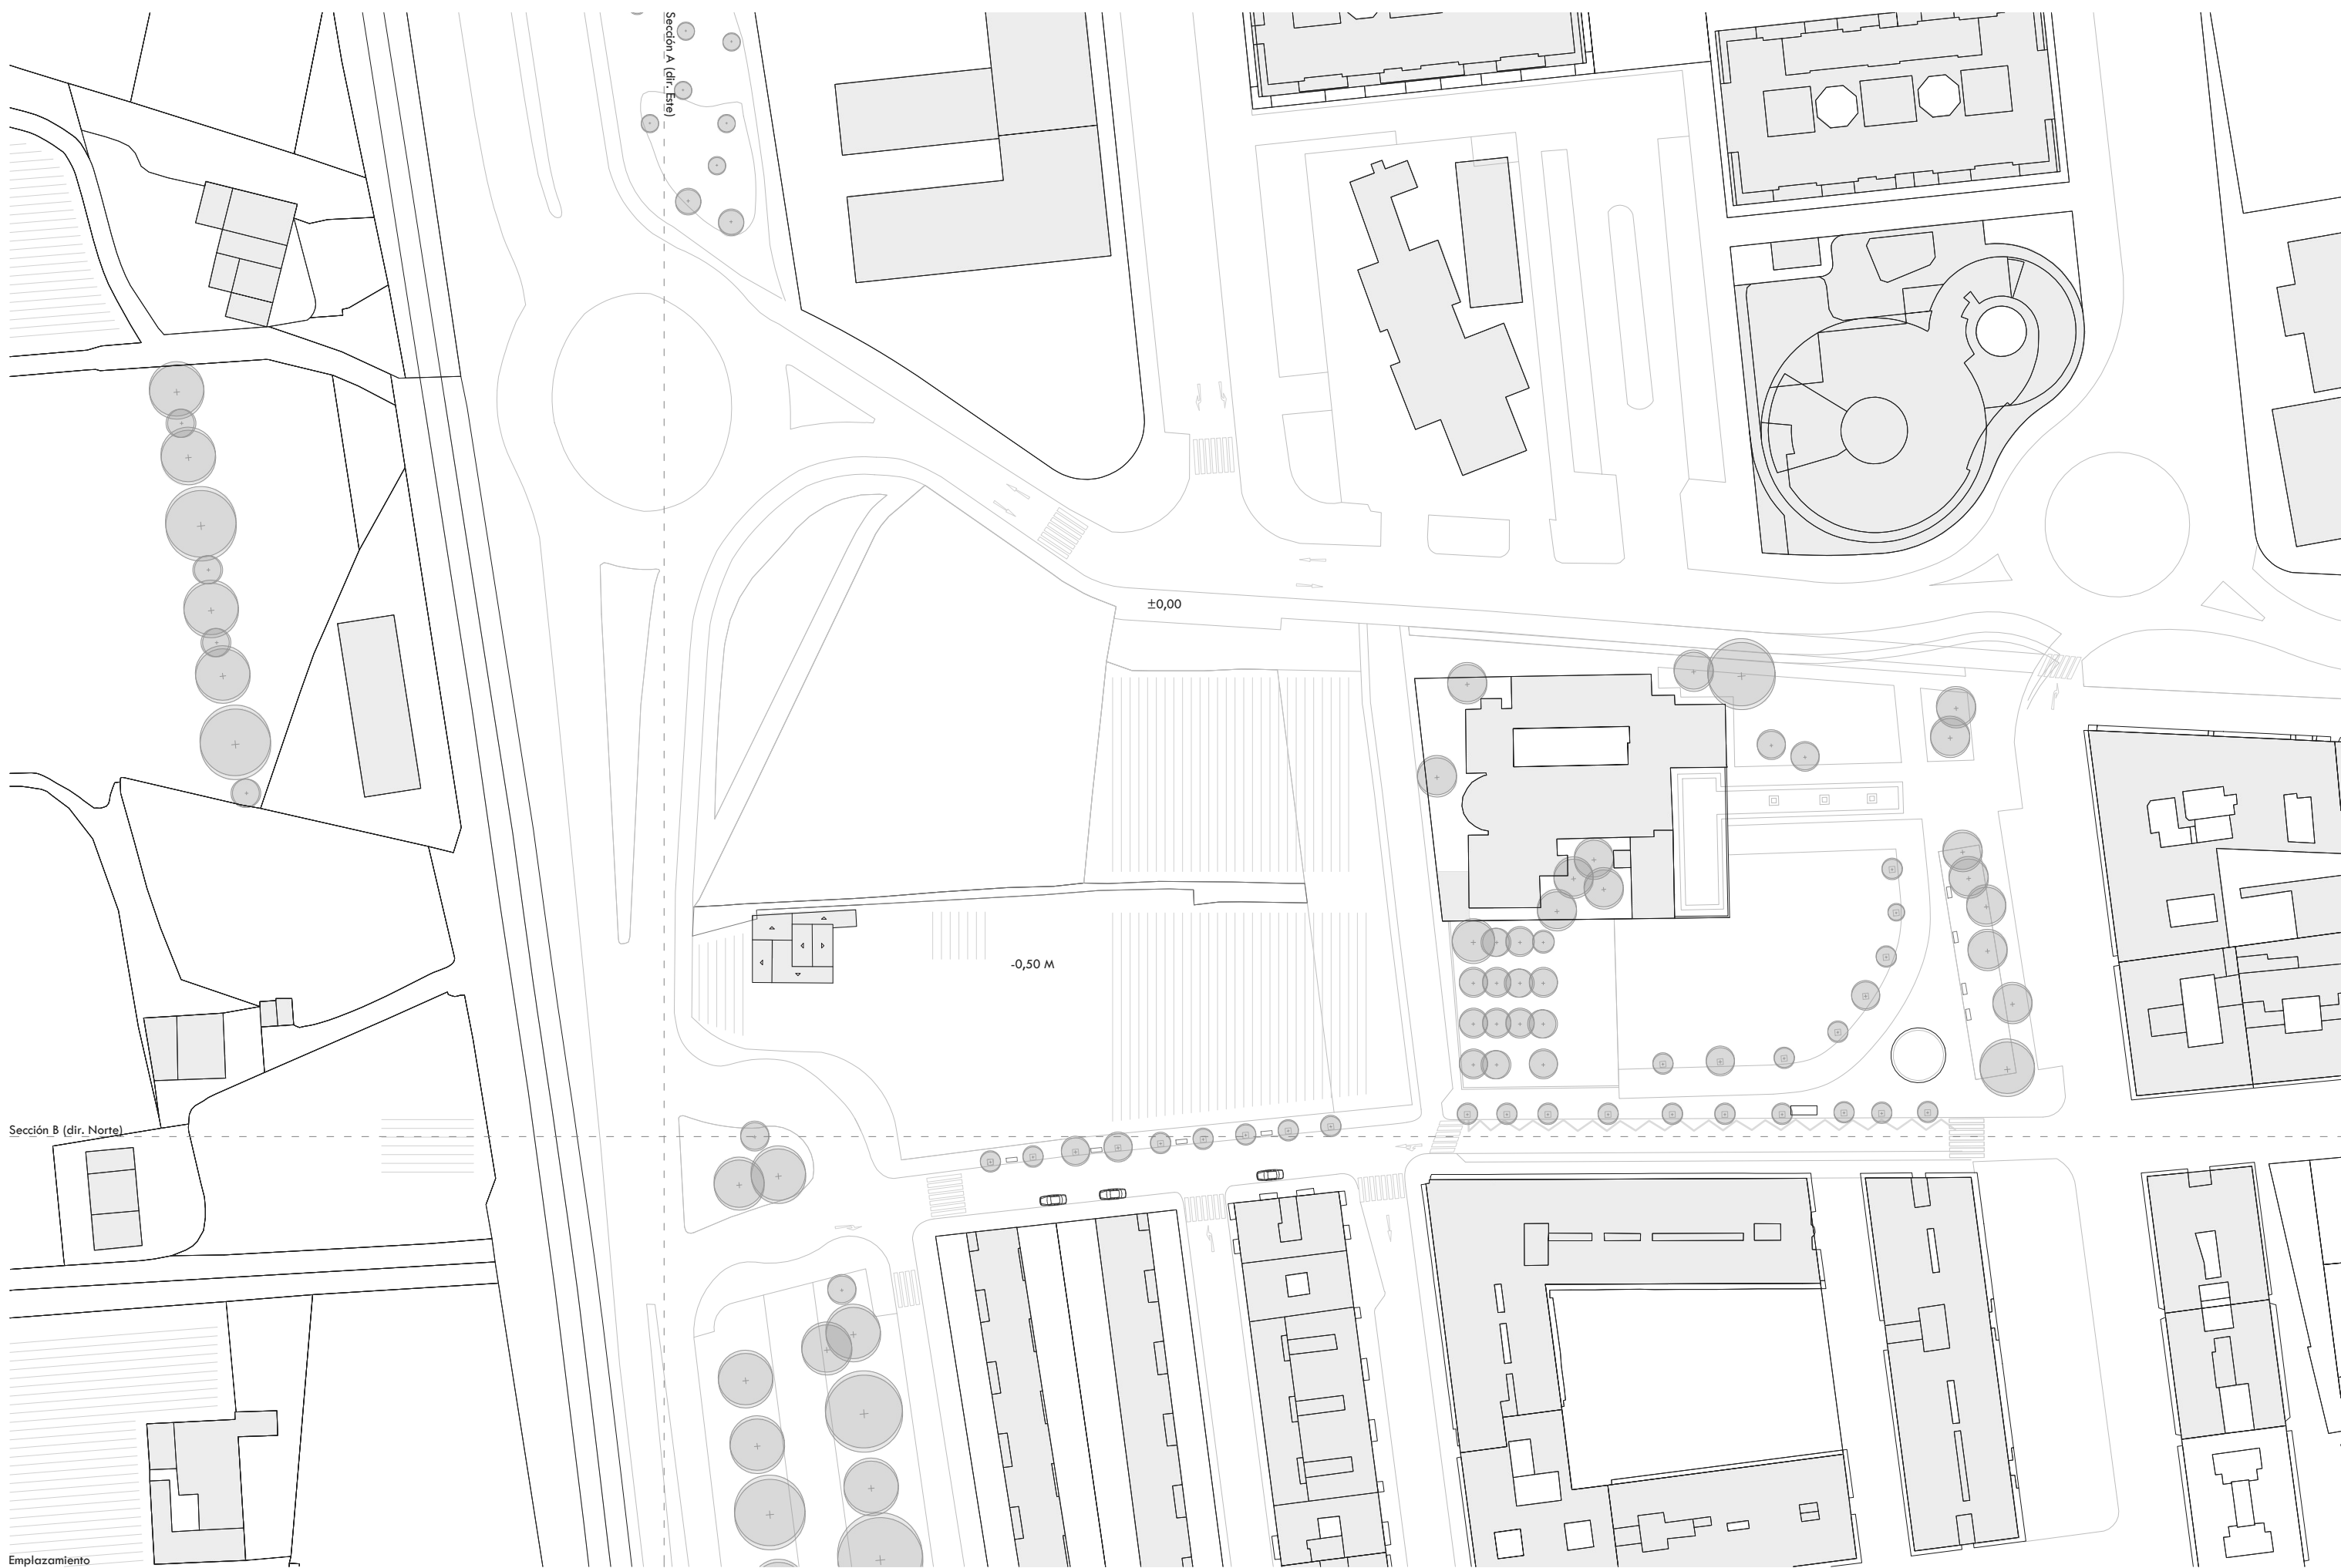 Sección A (dir. Este)
±0,00
-0,50 M
Sección B (dir. Norte)
Emplazamiento